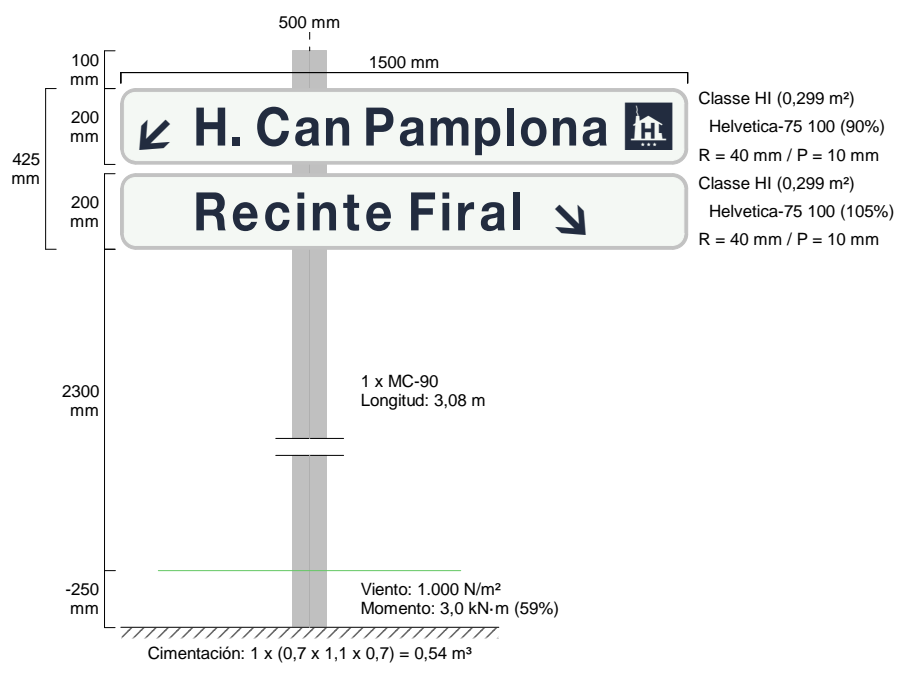 500 mm
100
mm
1500 mm
200
mm
H. Can Pamplona
H
Classe HI (0,299 m²)
Helvetica-75 100 (90%)
R = 40 mm / P = 10 mm
425
mm
200
mm
Recinte Firal
Classe HI (0,299 m²)
Helvetica-75 100 (105%)
R = 40 mm / P = 10 mm
2300
mm
1 x MC-90
Longitud: 3,08 m
-250
mm
Viento: 1.000 N/m²
Momento: 3,0 kN·m (59%)
Cimentación: 1 x (0,7 x 1,1 x 0,7) = 0,54 m³